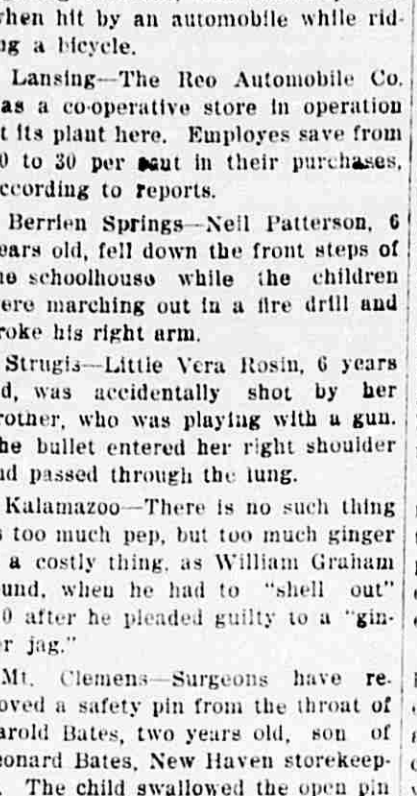 when hit by an automobile while rid-
ng a bicycle.
Lansing—The Reo Automobile Co.
as a co-operative store in operation
t its plant here. Employes save from
0 to 30 per in their purchases,
ccording to reports.
Berrien Springs—Neil Patterson, 6
ears old, fell down the front steps of
he schoolhouse while the children
ere marching out in a fire drill and
roke his right arm.
Strugis—Little Vera Rosin, 6 years
d, was accidentally shot by her
rother, who was playing with a gun.
he bullet entered her right shoulder
nd passed through the lung.
Kalamazoo—There is no such thing
s too much pep, but too much ginger
a costly thing, as William Graham
ound, when he had to "shell out"
0 after he pleaded guilty to a "gin-
r jag."
Mt. Clemens—Surgeons have re-
oved a safety pin from the throat of
arold Bates, two years old, son of
eonard Bates, New Haven storekeep-
. The child swallowed the open pin